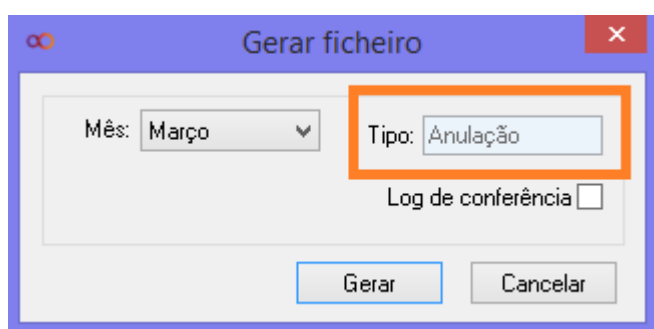 Gerar ficheiro
Mês: Março Tipo: Anulação
Log de conferência
Gerar Cancelar